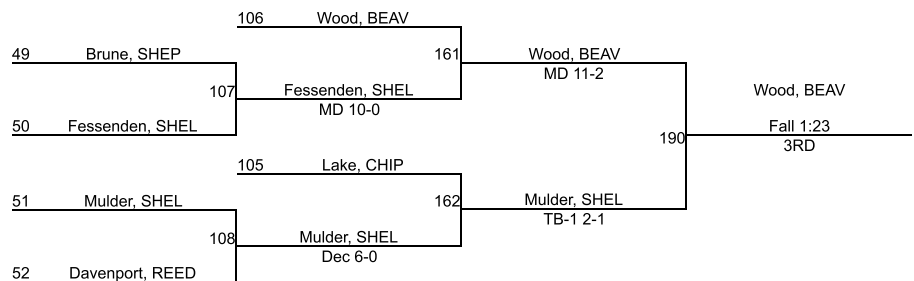 106 Wood, BEAV
49 Brune, SHEP
161 Wood, BEAV
MD 11-2
107 Fessenden, SHEL
MD 10-0
Wood, BEAV
50 Fessenden, SHEL
190 Fall 1:23
3RD
105 Lake, CHIP
51 Mulder, SHEL
162 Mulder, SHEL
TB-1 2-1
108 Mulder, SHEL
Dec 6-0
52 Davenport, REED